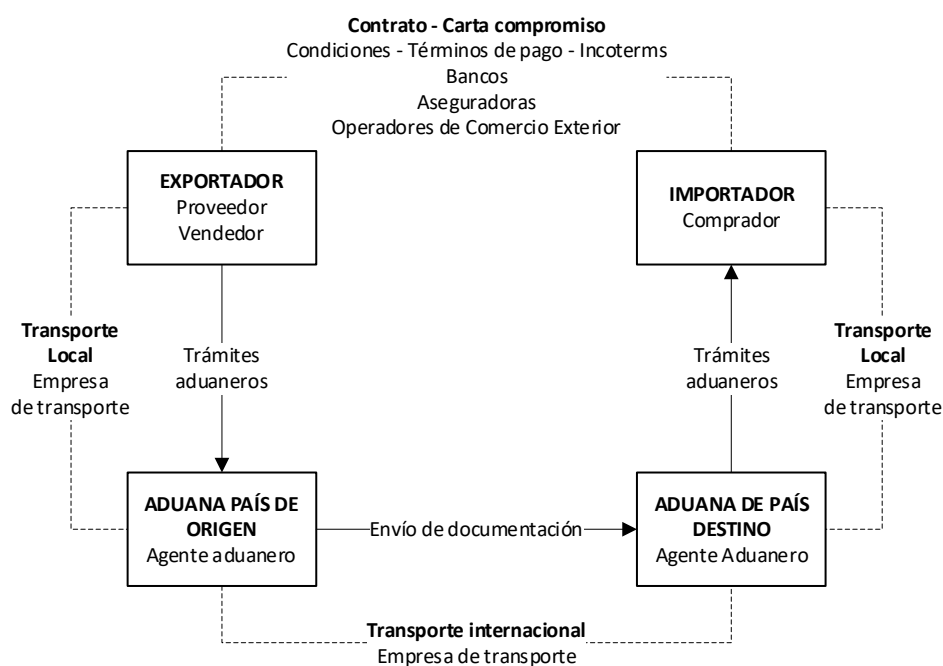 Contrato - Carta compromiso
Condiciones - Términos de pago - Incoterms
Bancos
Aseguradoras
Operadores de Comercio Exterior
EXPORTADOR
Proveedor
Vendedor
IMPORTADOR
Comprador
Transporte
Local
Empresa
de transporte
Trámites
aduaneros
Trámites
aduaneros
Transporte
Local
Empresa
de transporte
ADUANA PAÍS DE
ORIGEN
Agente aduanero
Envío de documentación
ADUANA DE PAÍS
DESTINO
Agente Aduanero
Transporte internacional
Empresa de transporte